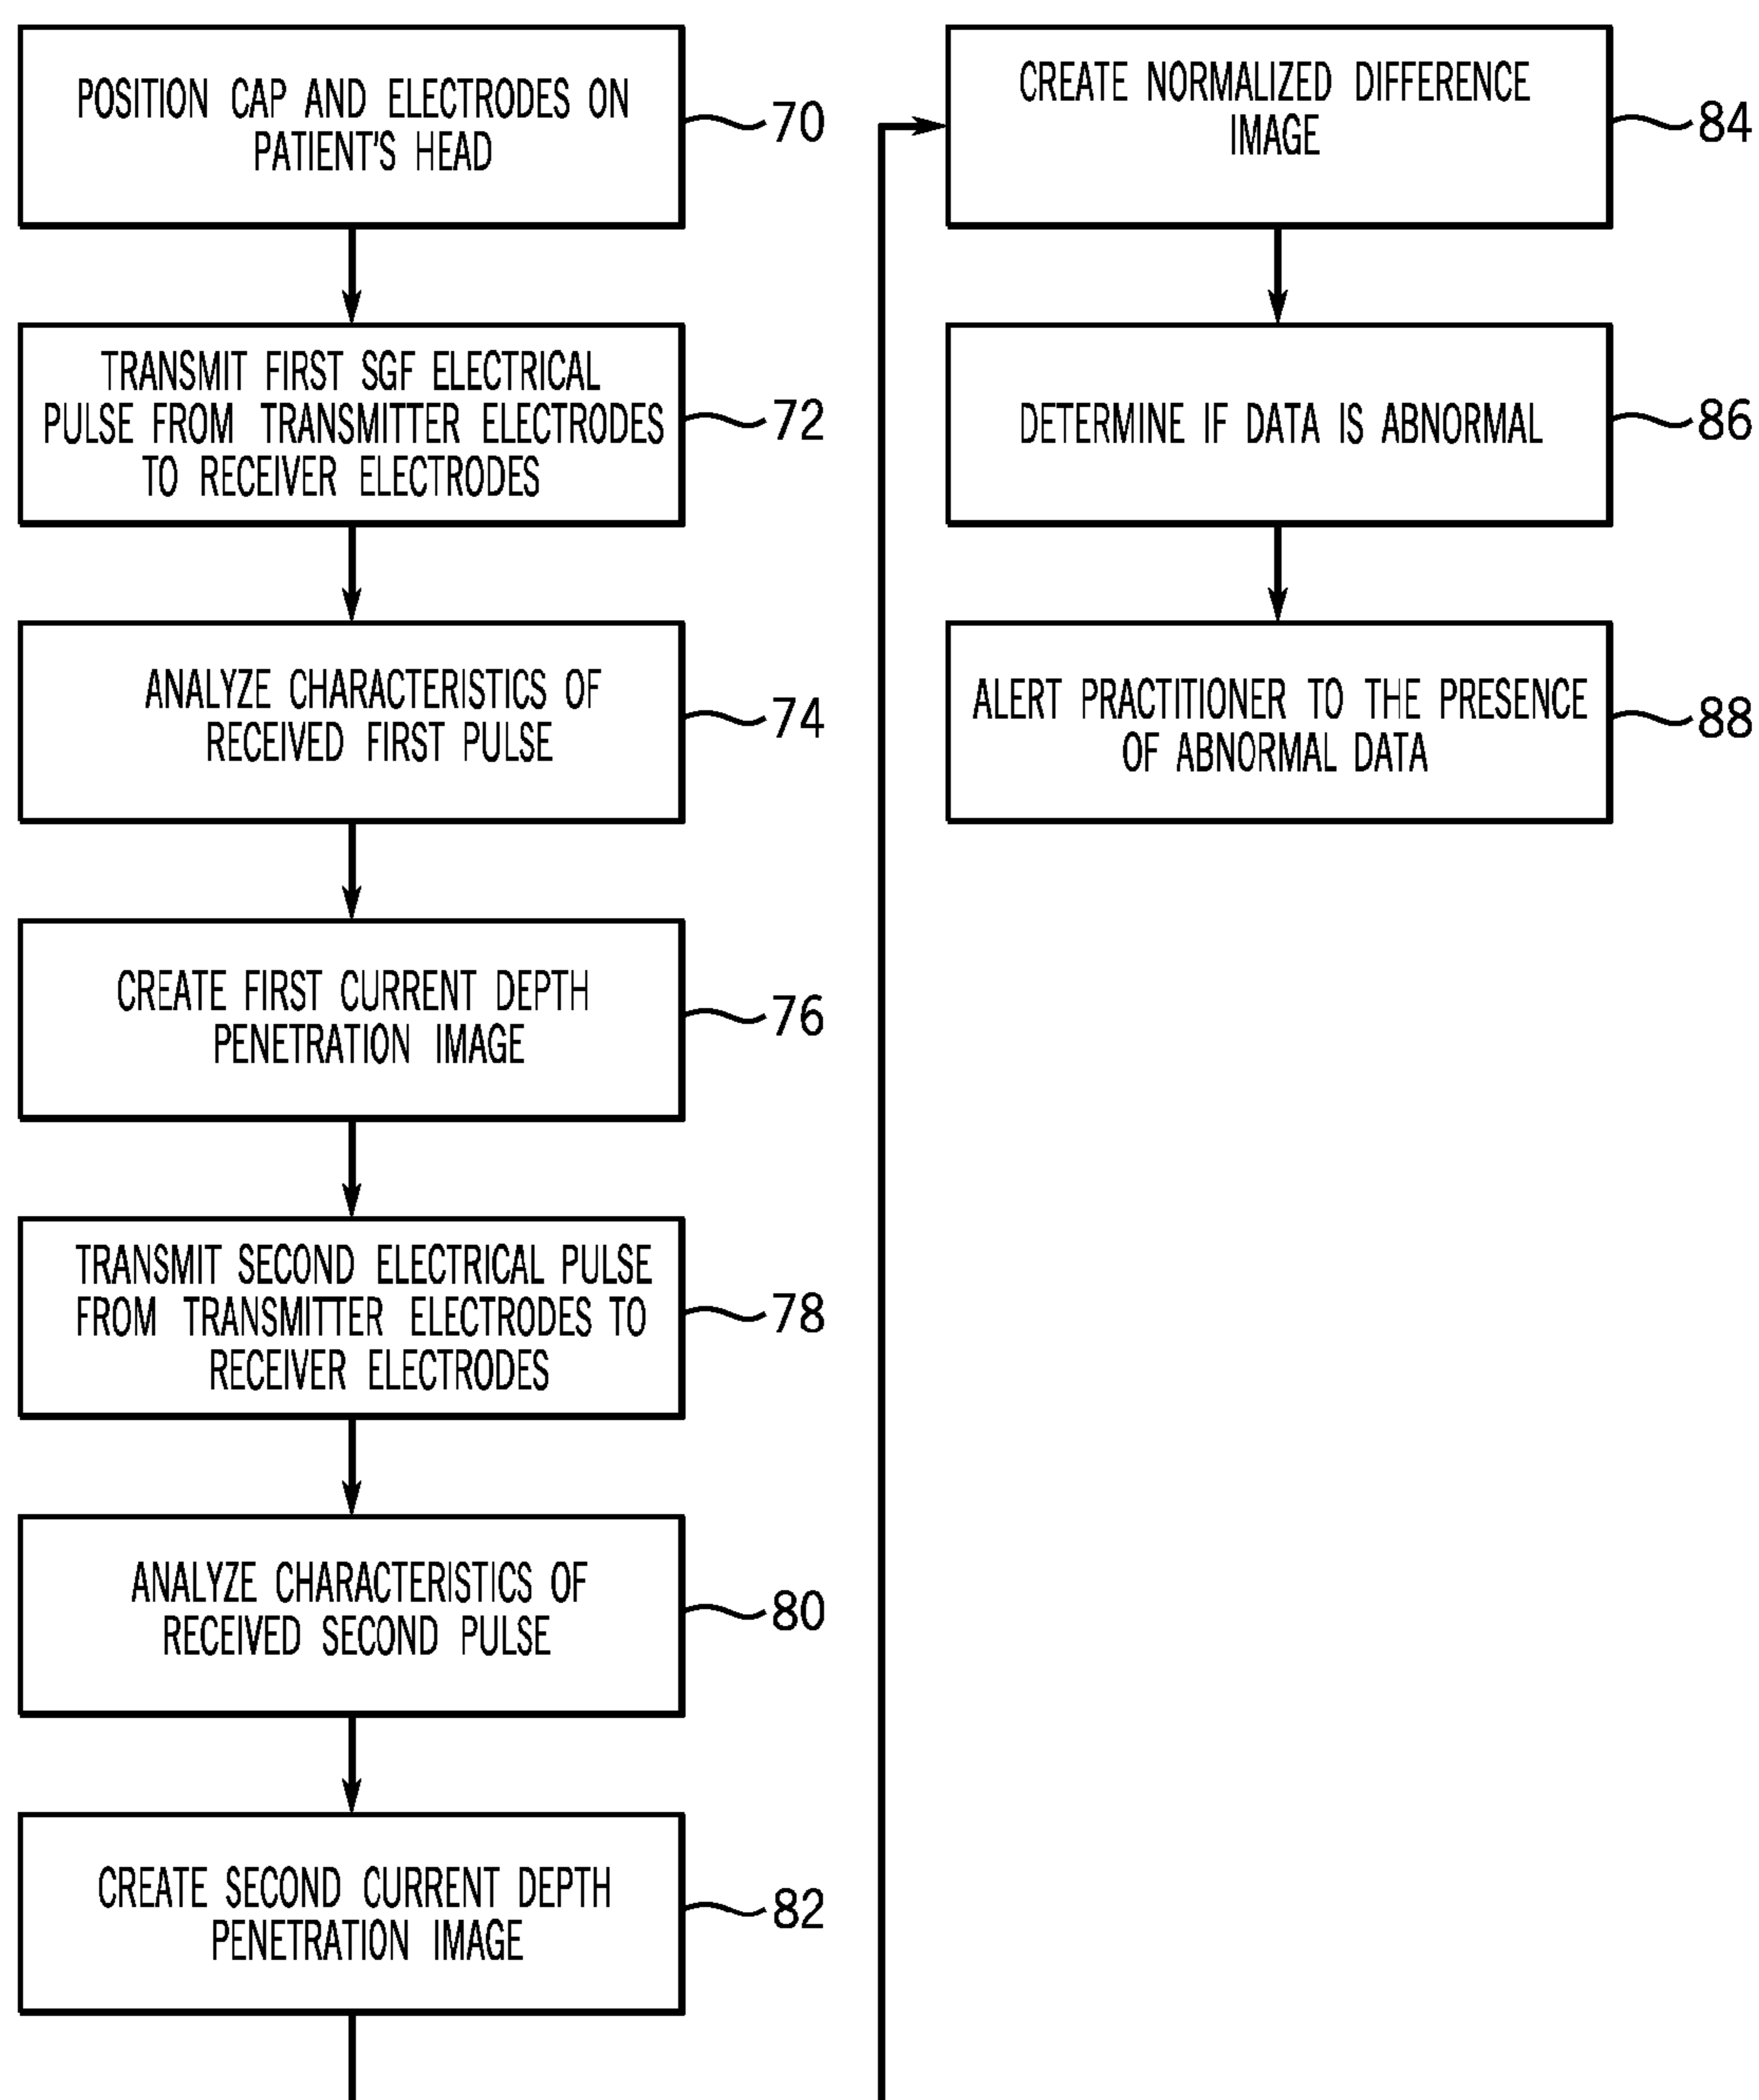 POSITION CAP AND ELECTRODES ON
PATIENT'S HEAD
70
TRANSMIT FIRST SGF ELECTRICAL
PULSE FROM TRANSMITTER ELECTRODES
TO RECEIVER ELECTRODES
72
ANALYZE CHARACTERISTICS OF
RECEIVED FIRST PULSE
74
CREATE FIRST CURRENT DEPTH
PENETRATION IMAGE
76
TRANSMIT SECOND ELECTRICAL PULSE
FROM TRANSMITTER ELECTRODES TO
RECEIVER ELECTRODES
78
ANALYZE CHARACTERISTICS OF
RECEIVED SECOND PULSE
80
CREATE SECOND CURRENT DEPTH
PENETRATION IMAGE
82
CREATE NORMALIZED DIFFERENCE
IMAGE
84
DETERMINE IF DATA IS ABNORMAL
86
ALERT PRACTITIONER TO THE PRESENCE
OF ABNORMAL DATA
88